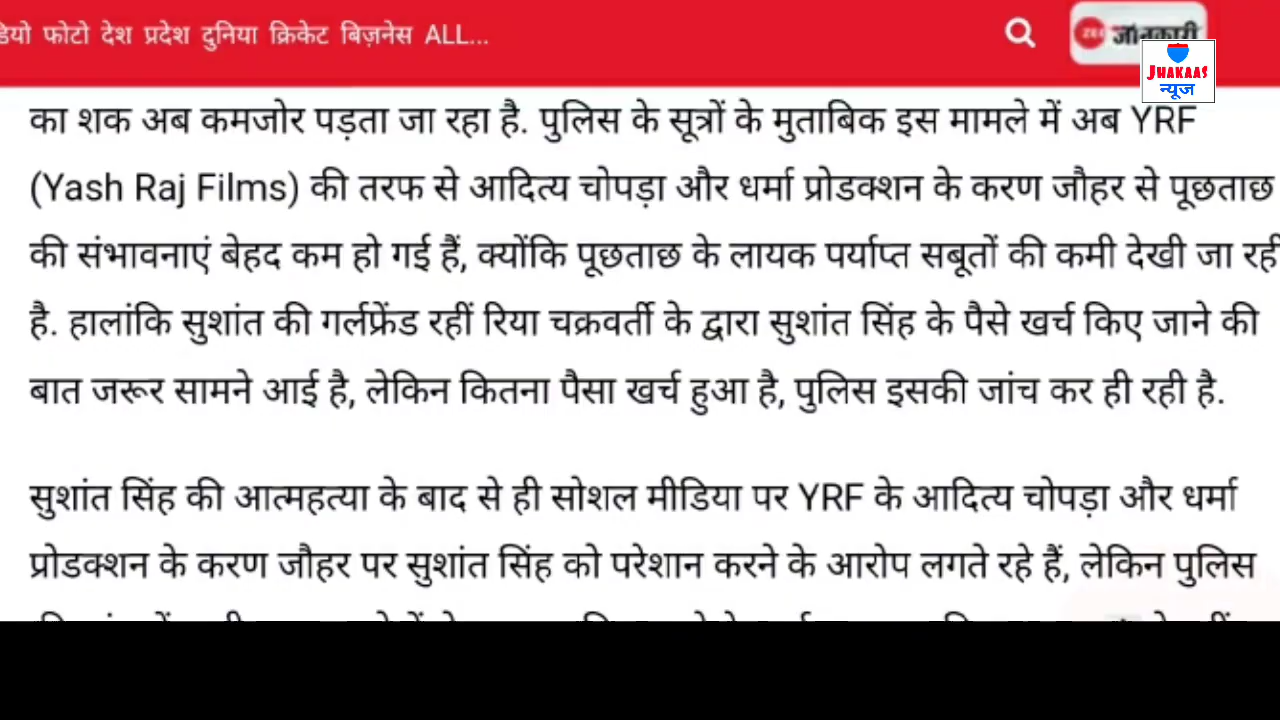 डियो फोटो देश प्रदेश दुनिया क्रिकेट बिज़नेस ALL...
जानकारी
JHAKAAS
न्यूज
का शक अब कमजोर पड़ता जा रहा है. पुलिस के सूत्रों के मुताबिक इस मामले में अब YRF
(Yash Raj Films) की तरफ से आदित्य चोपड़ा और धर्मा प्रोडक्शन के करण जौहर से पूछताछ
की संभावनाएं बेहद कम हो गई हैं, क्योंकि पूछताछ के लायक पर्याप्त सबूतों की कमी देखी जा रही
है. हालांकि सुशांत की गर्लफ्रेंड रहीं रिया चक्रवर्ती के द्वारा सुशांत सिंह के पैसे खर्च किए जाने की
बात जरूर सामने आई है, लेकिन कितना पैसा खर्च हुआ है, पुलिस इसकी जांच कर ही रही है.
सुशांत सिंह की आत्महत्या के बाद से ही सोशल मीडिया पर YRF के आदित्य चोपड़ा और धर्मा
प्रोडक्शन के करण जौहर पर सुशांत सिंह को परेशान करने के आरोप लगते रहे हैं, लेकिन पुलिस